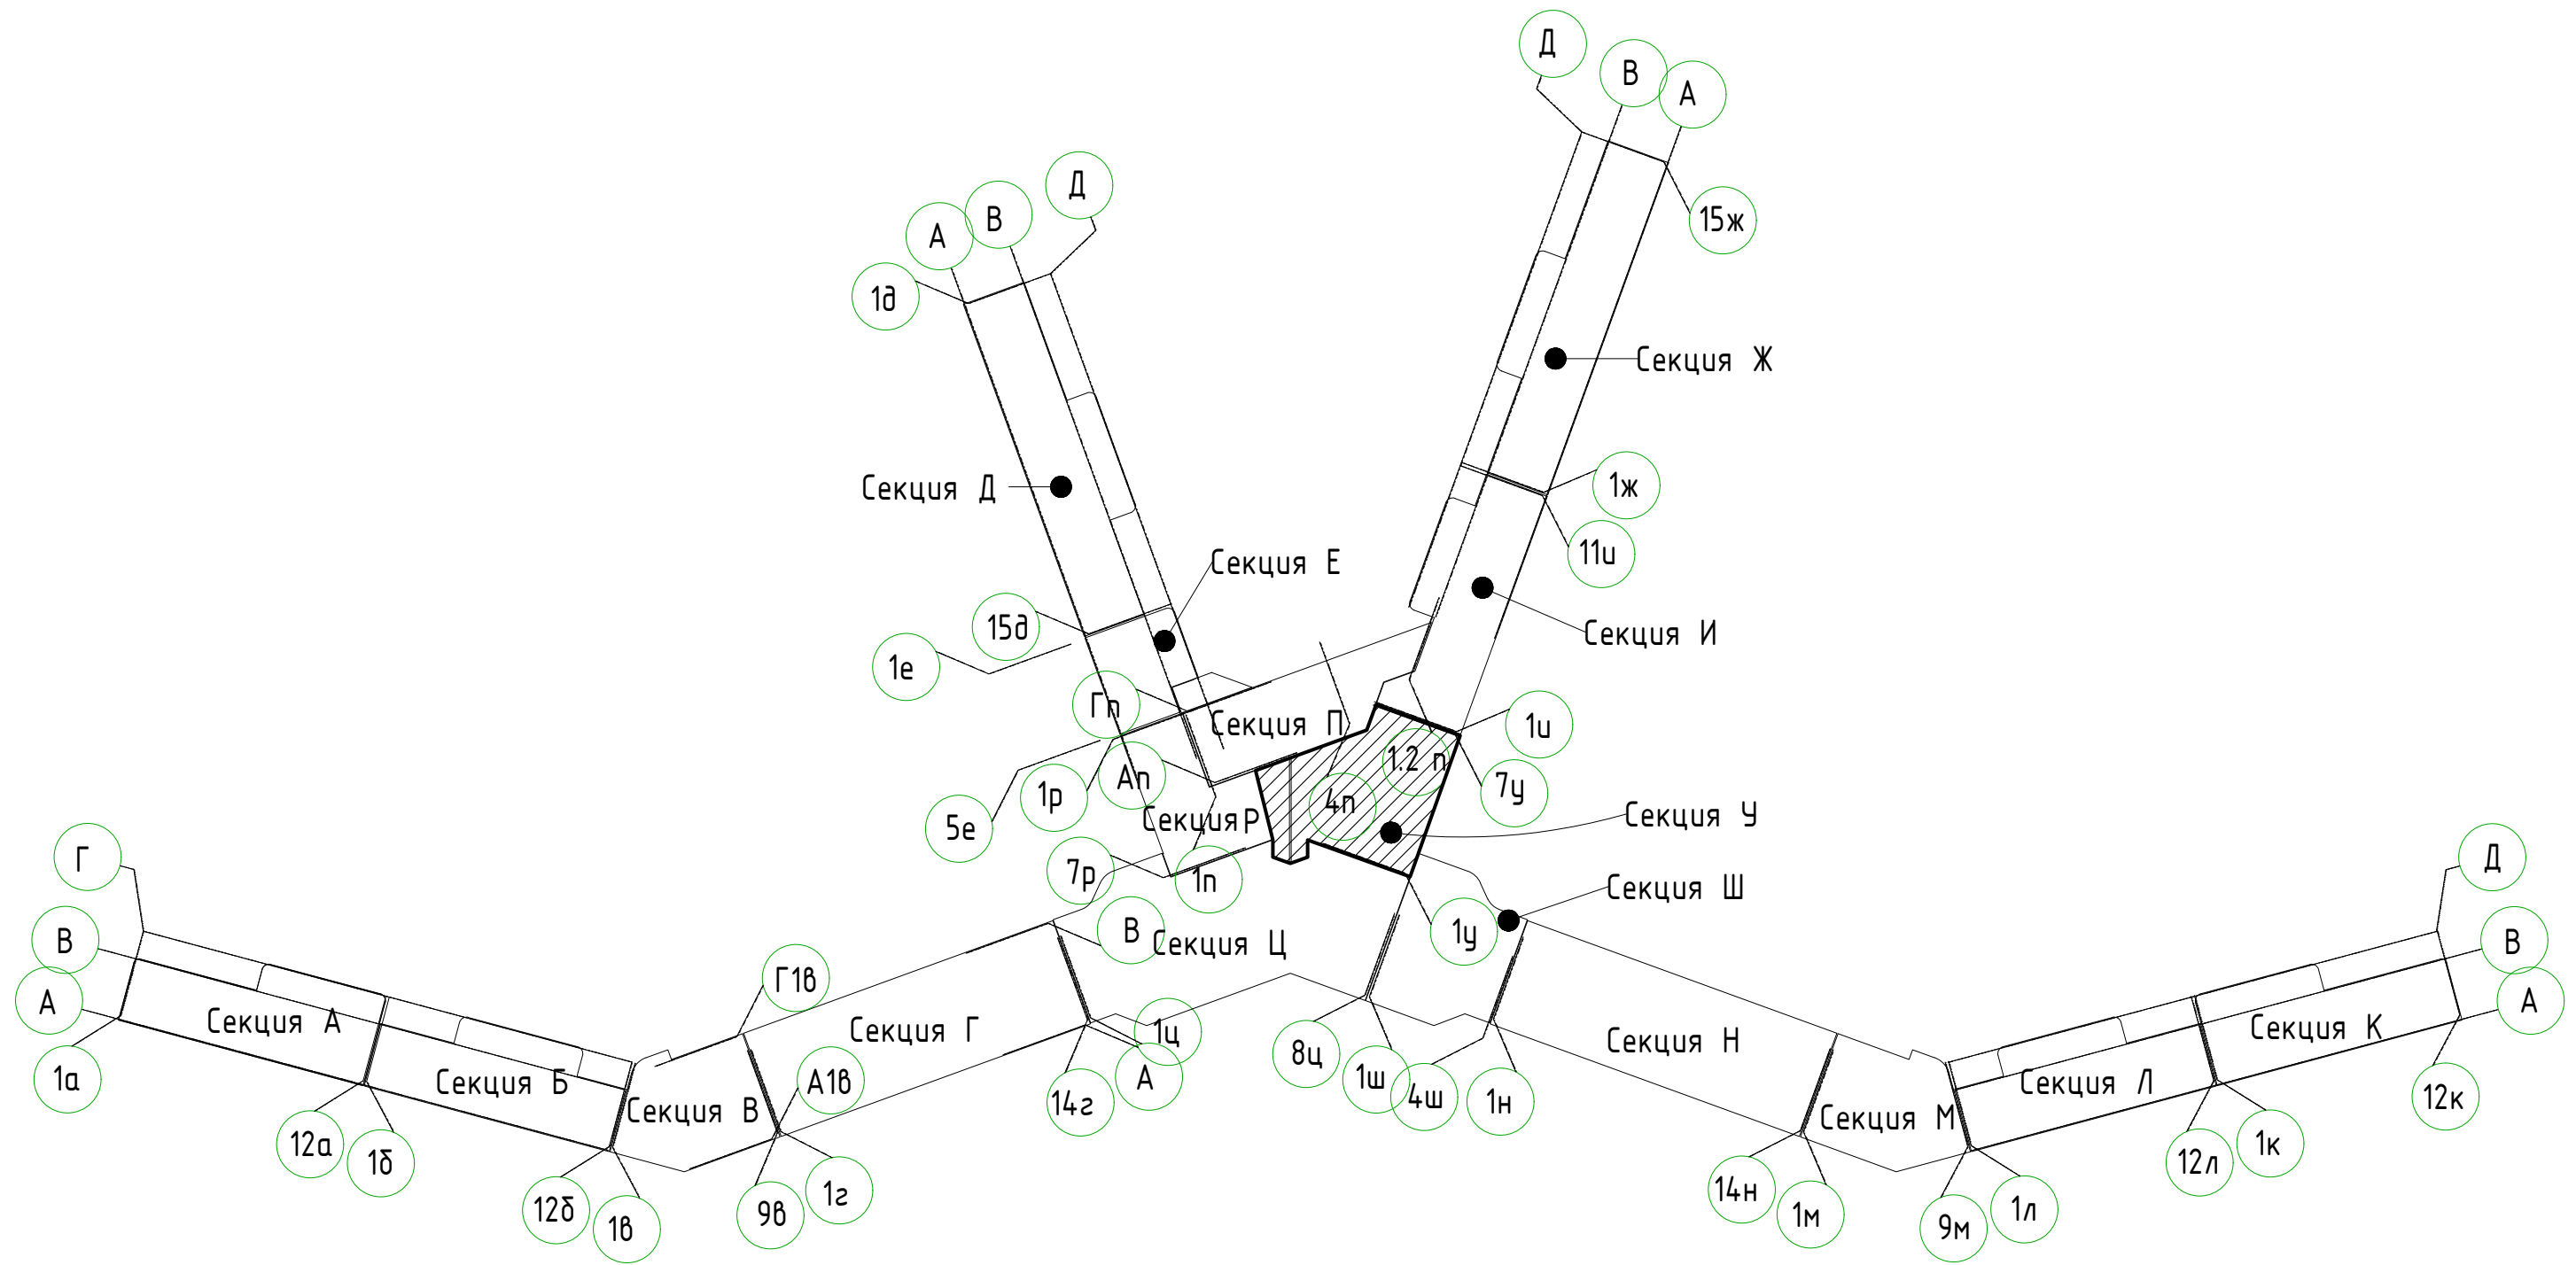 Д
В
А
Д
В
А
15ж
1д
Секция Ж
Секция Д
1ж
11и
Секция Е
15д
Секция И
1е
Гп
Секция П
1и
1.2 п
Ап
7у
1р
4п
5е
Секция Р
Секция У
Г
7р
1п
Д
Секция Ш
В
В
Секция Ц
1у
В
А
Г1в
А
Секция А
Секция Г
1ц
Секция Н
Секция К
8ц
1а
Секция Б
А1в
А
1ш
4ш
1н
Секция Л
12к
Секция В
14г
Секция М
12а
1б
12л
1к
12б
1в
9в
1г
14н
1м
9м
1л